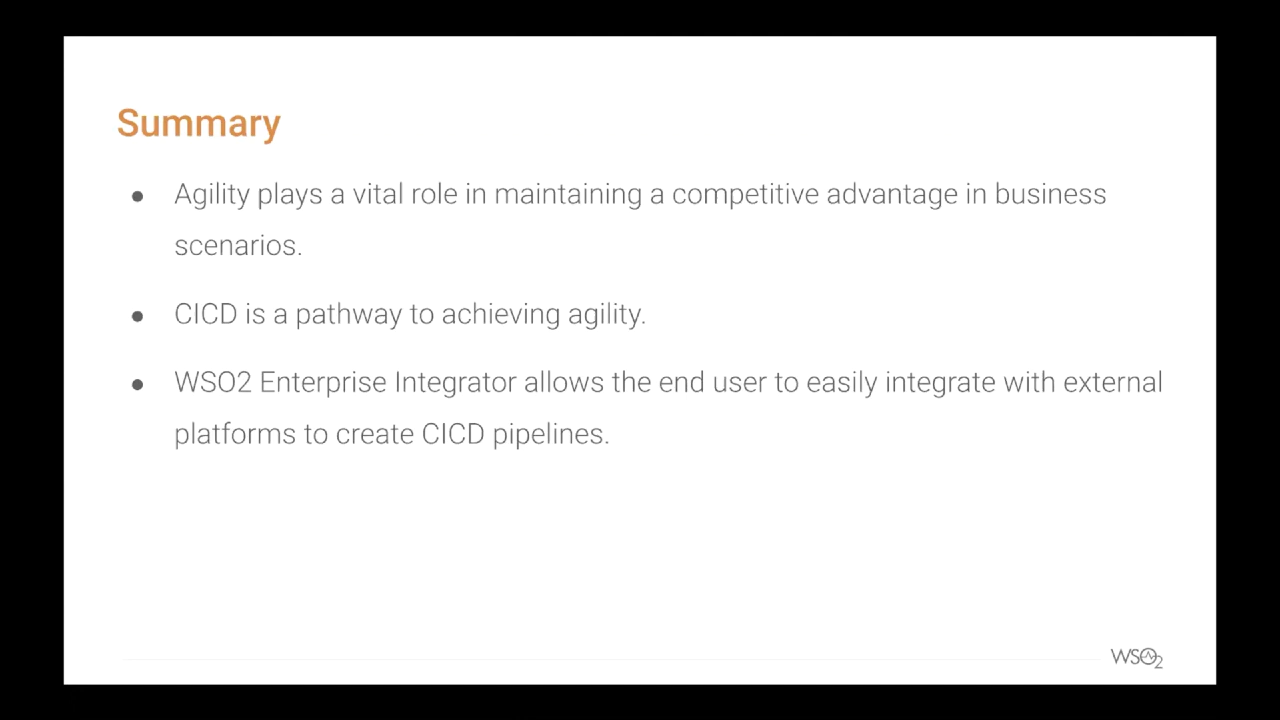 Summary
● Agility plays a vital role in maintaining a competitive advantage in business
scenarios.
● CICD is a pathway to achieving agility.
● WSO2 Enterprise Integrator allows the end user to easily integrate with external
platforms to create CICD pipelines.
WSO2